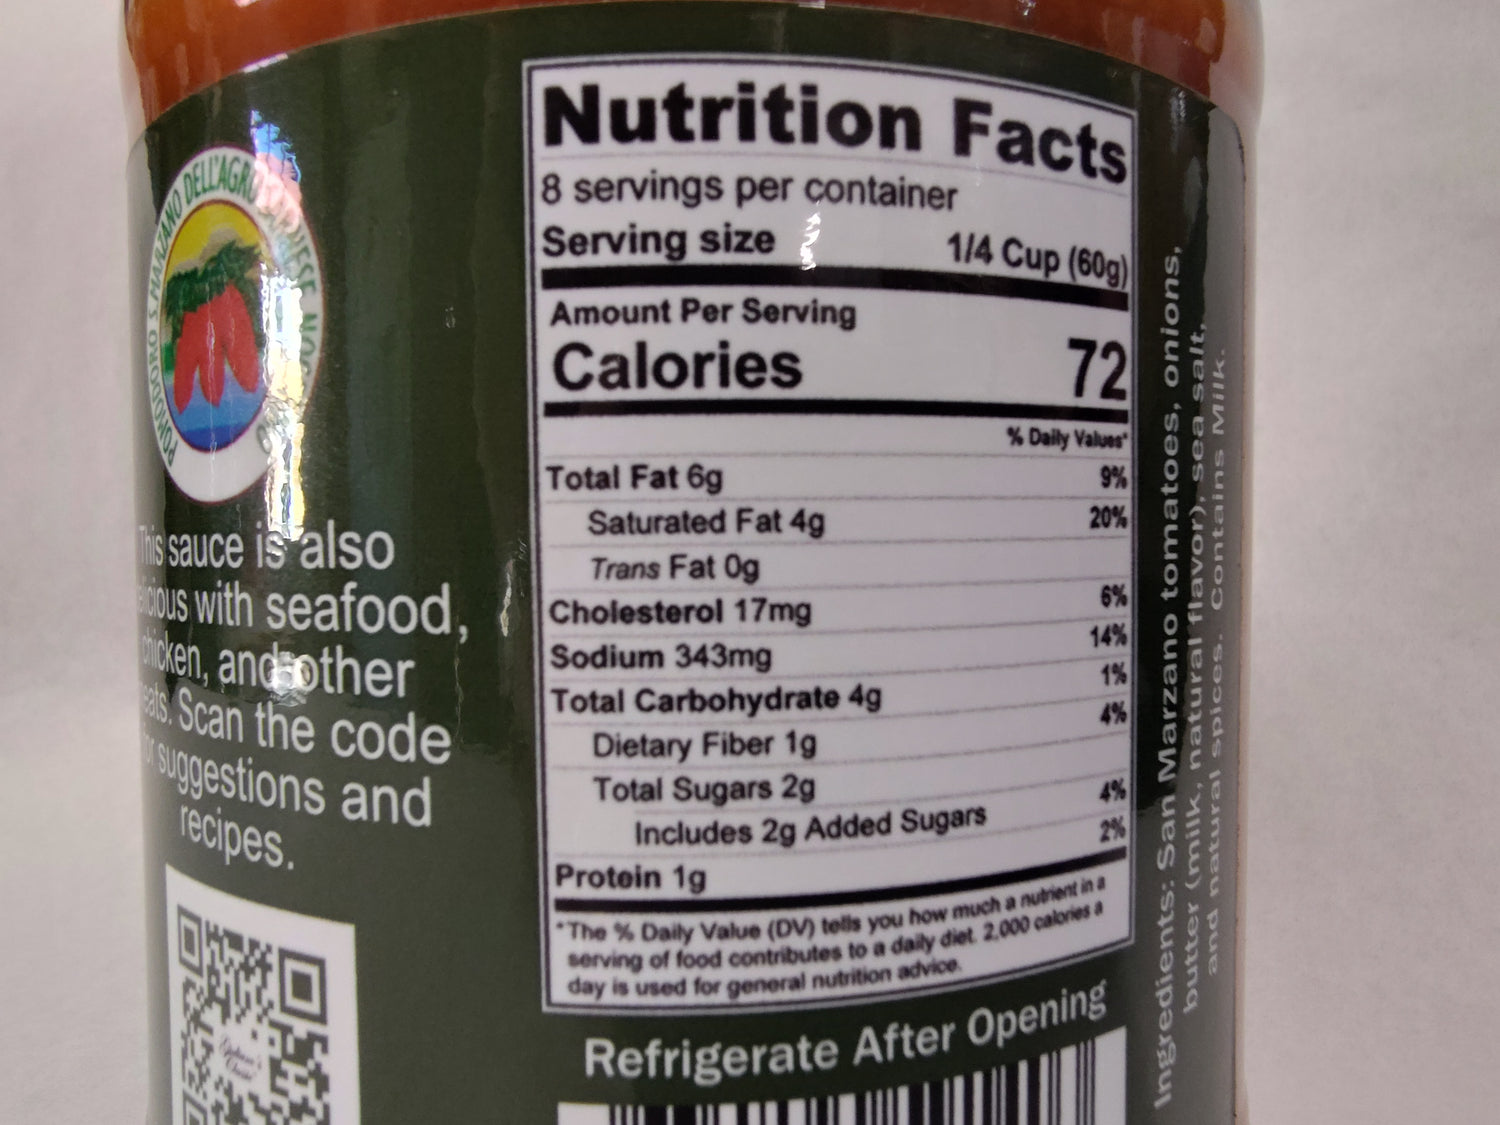 POMODORO S.MARZANO DELL'AGRO
This sauce is also
with seafood,
chicken, and other
Scan the code
suggestions and
recipes.
Nutrition Facts
8 servings per container
Serving size 1/4 Cup (60g)
Amount Per Serving
Calories 72
% Daily Values*
Total Fat 6g 9%
Saturated Fat 4g 20%
Trans Fat 0g
Cholesterol 17mg 6%
Sodium 343mg 14%
Total Carbohydrate 4g 1%
Dietary Fiber 1g 4%
Total Sugars 2g
Includes 2g Added Sugars 4%
Protein 1g 2%
*The % Daily Value (DV) tells you how much a nutrient in a
serving of food contributes to a daily diet. 2,000 calories a
day is used for general nutrition advice.
Refrigerate After Opening
Ingredients: San Marzano tomatoes, onions,
butter (milk, natural flavor), sea salt,
and natural spices. Contains Milk.